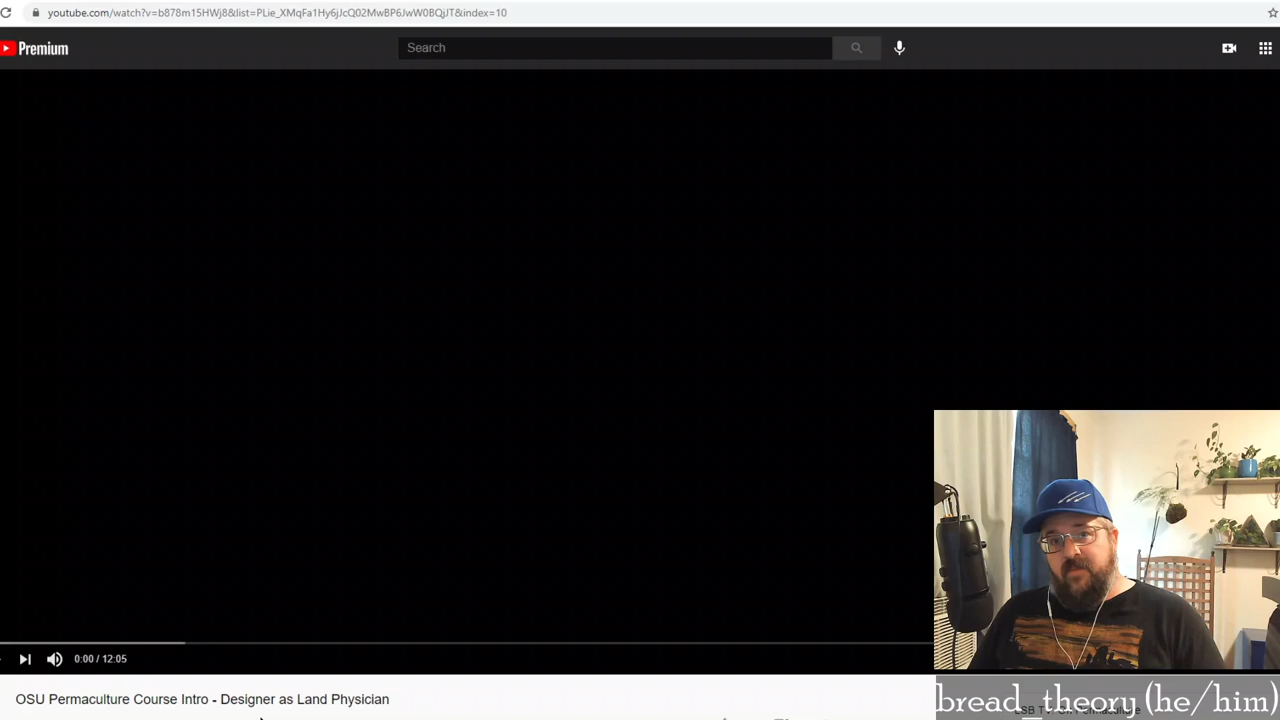 youtube.com/watch?v=b878m15HWj8&list=PLie_XMqFa1Hy6jJcQ02MwBP6JwW0BQjJT&index=10
Premium
Search
0:00 / 12:05
OSU Permaculture Course Intro - Designer as Land Physician
bread_theory (he/him)